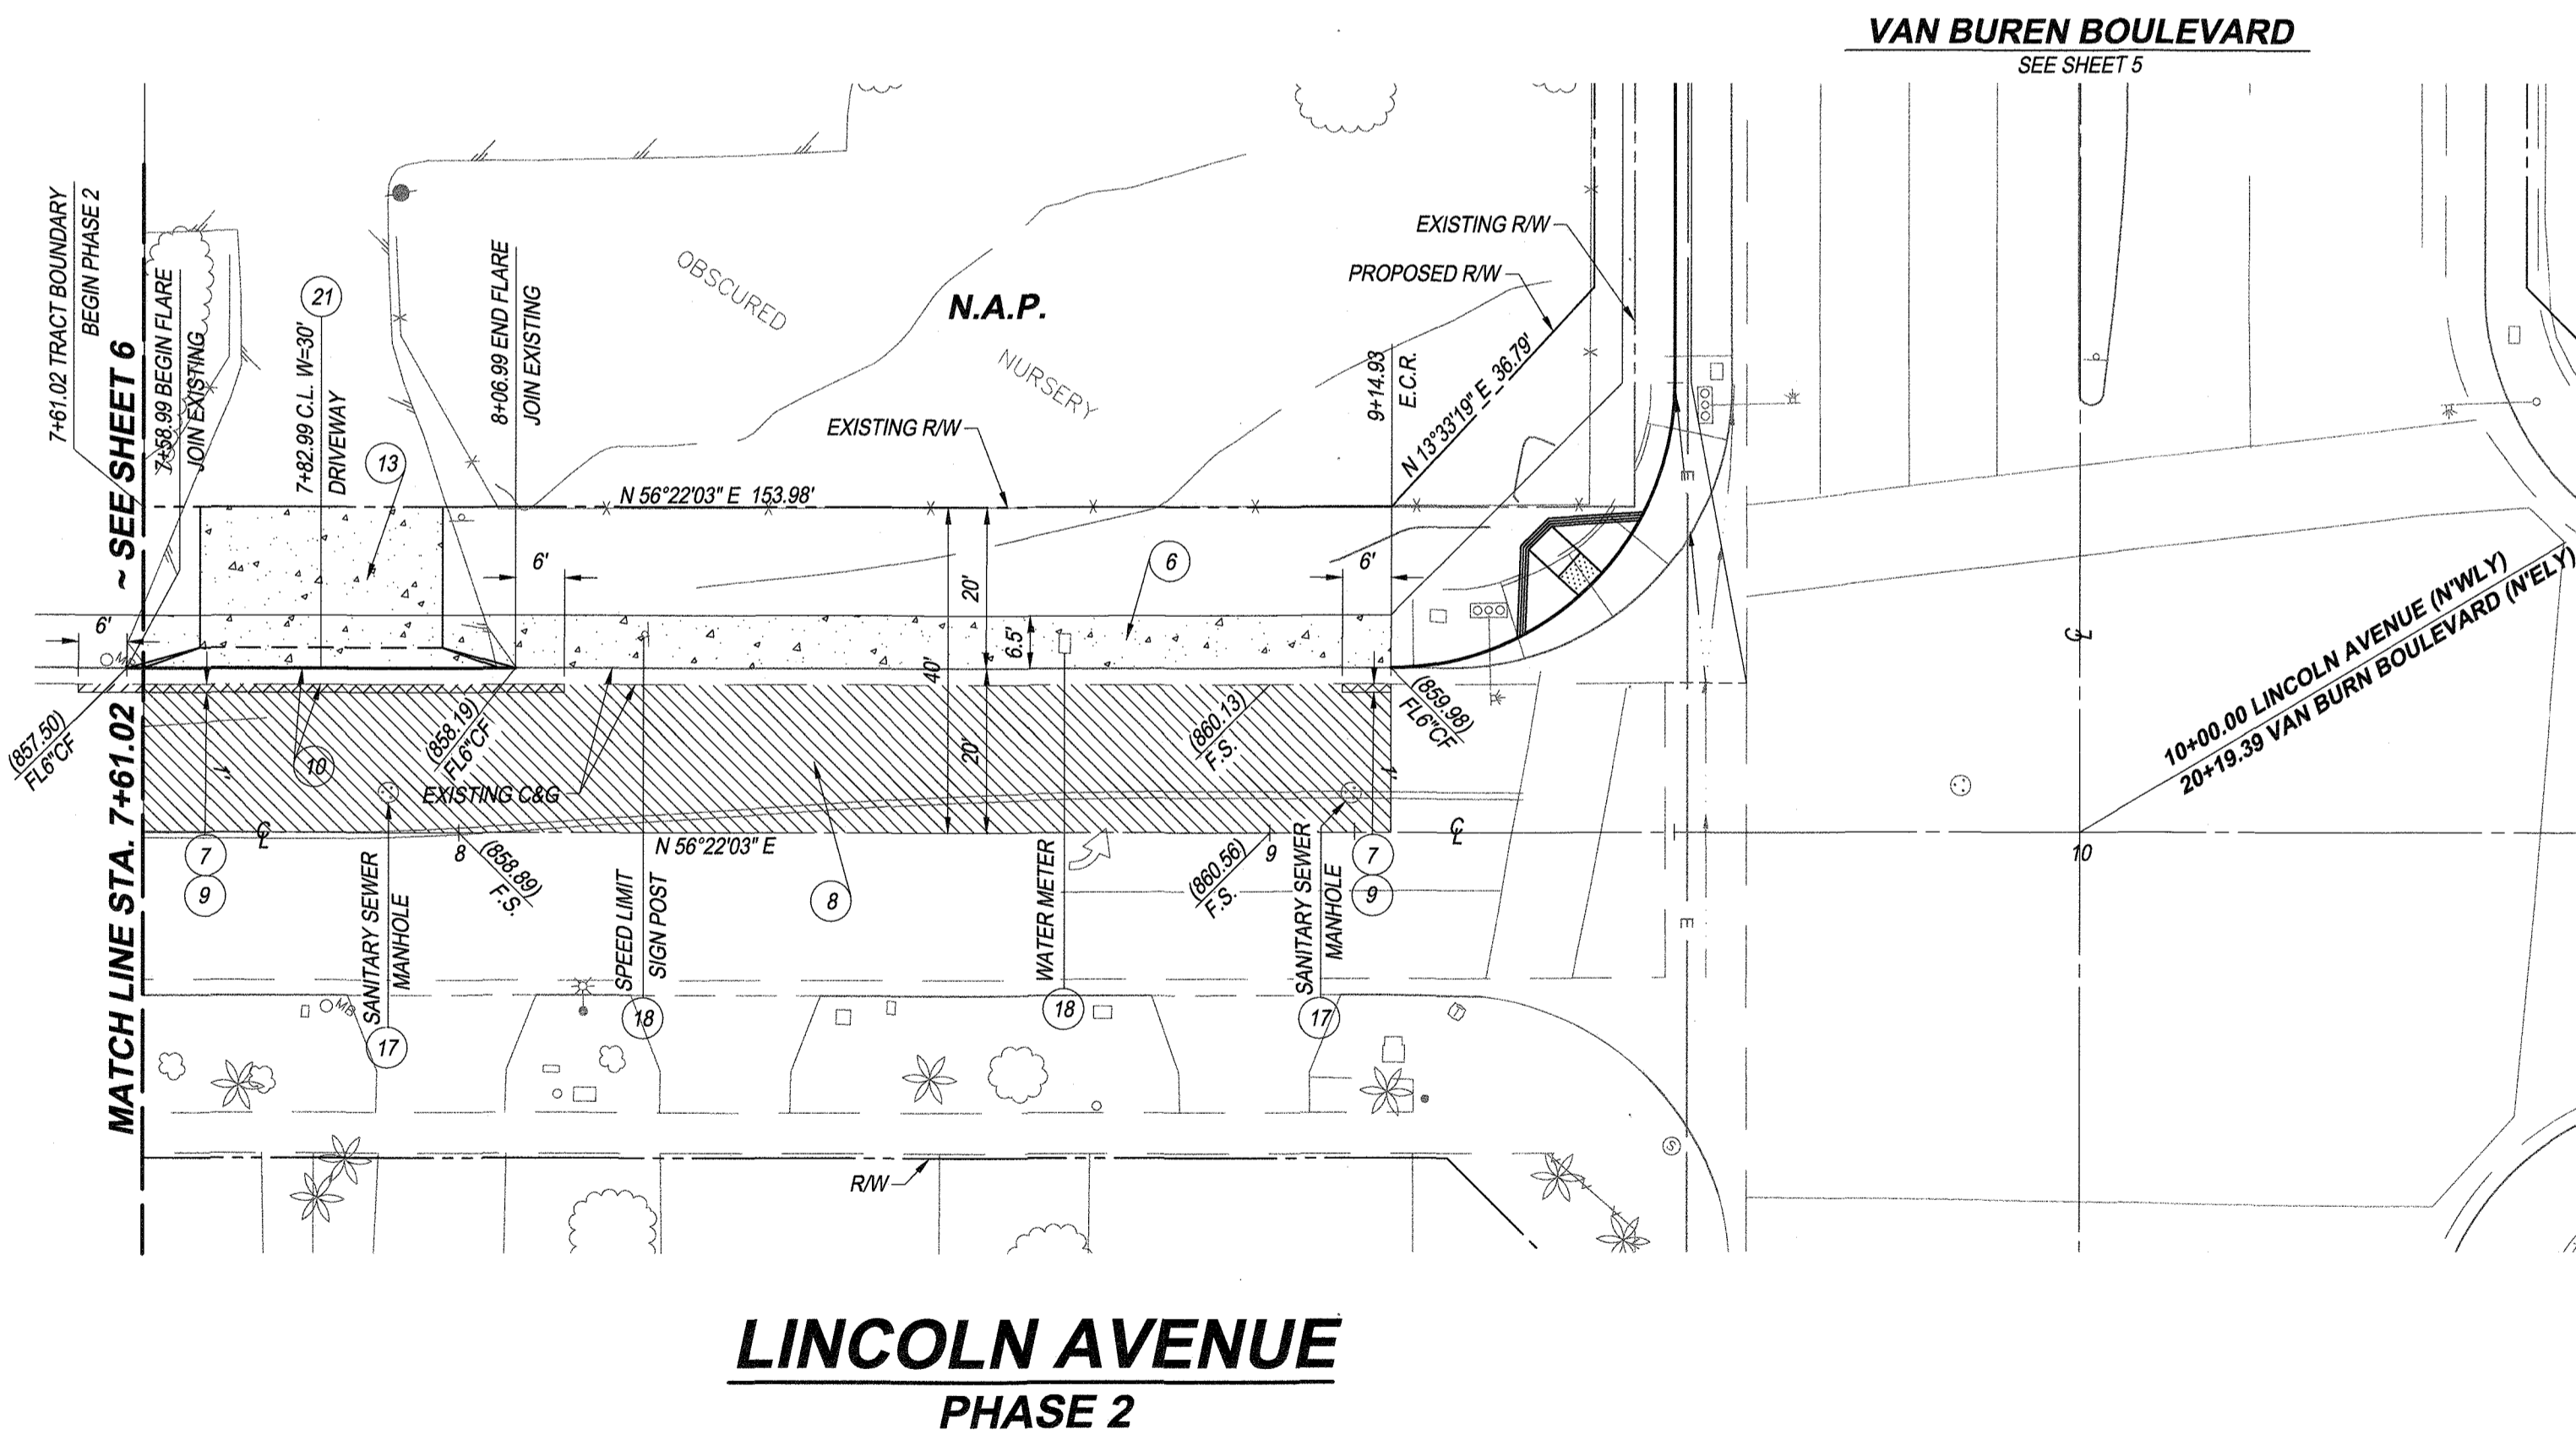 VAN BUREN BOULEVARD
SEE SHEET 5
7+61.02 TRACT BOUNDARY
BEGIN PHASE 2
MATCH LINE STA. 7+61.02 ~ SEE SHEET 6
7+58.99 BEGIN FLARE
JOIN EXISTING
21
7+82.99 C.L. W=30'
DRIVEWAY
13
8+06.99 END FLARE
JOIN EXISTING
OBSCURED
NURSERY
N.A.P.
EXISTING R/W
PROPOSED R/W
EXISTING R/W
9+14.93
E.C.R.
N 13°33'19" E 36.79'
N 56°22'03" E 153.98'
6'
6'
6'
6
20'
40'
6.5'
20'
MB
E
(857.50)
FL6"CF
(858.19)
FL6"CF
(860.13)
F.S.
(859.98)
FL6"CF
1'
1'
10
EXISTING C&G
10+00.00 LINCOLN AVENUE (N'WLY)
20+19.39 VAN BURN BOULEVARD (N'ELY)
CL
CL
7
9
8
(858.89)
F.S.
N 56°22'03" E
8
(860.56)
F.S.
9
7
9
10
E
SANITARY SEWER
MANHOLE
17
SPEED LIMIT
SIGN POST
18
WATER METER
18
SANITARY SEWER
MANHOLE
17
MB
S
R/W
LINCOLN AVENUE
PHASE 2